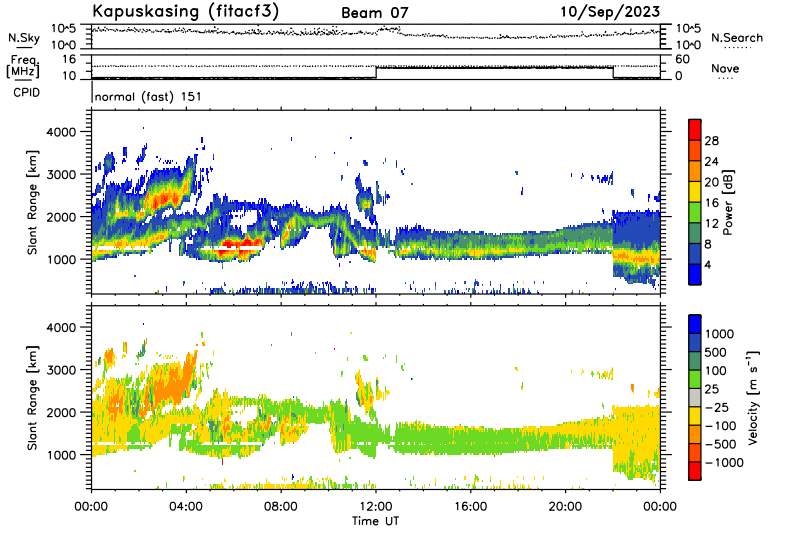 Kapuskasing (fitacf3) Beam 07 10/Sep/2023
N.Sky 10^5 10^0 10^5 10^0 N.Search
Freq. [MHz] 16 10 60 0 Nave
CPID normal (fast) 151
Slant Range [km] 4000 3000 2000 1000
28 24 20 16 12 8 4 Power [dB]
Slant Range [km] 4000 3000 2000 1000
1000 500 100 25 −25 −100 −500 −1000 Velocity [m s⁻¹]
00:00 04:00 08:00 12:00 16:00 20:00 00:00
Time UT